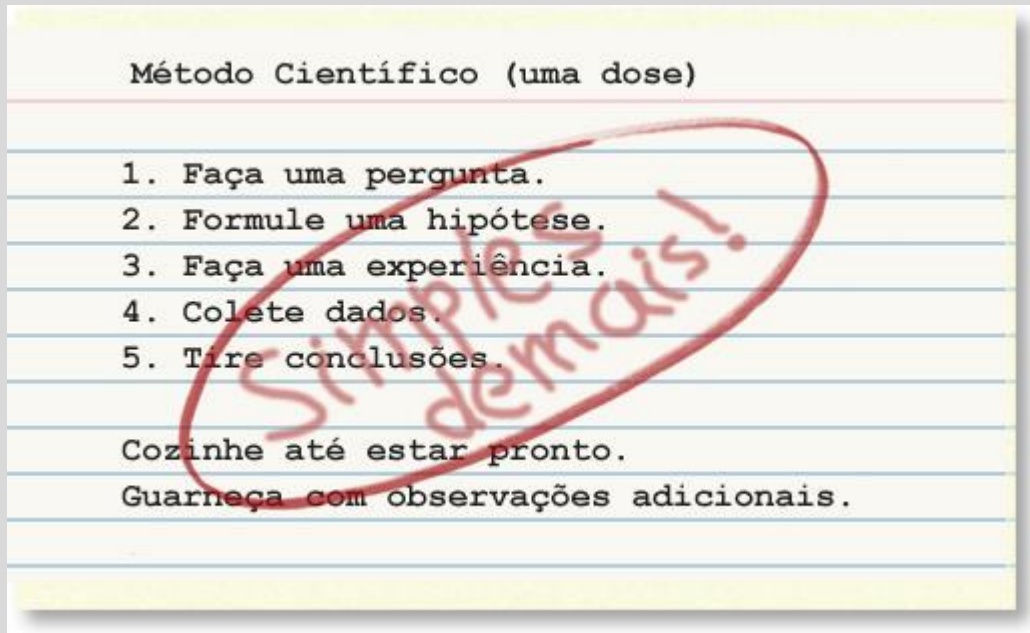 Método Científico (uma dose)
1. Faça uma pergunta.
2. Formule uma hipótese.
3. Faça uma experiência.
4. Colete dados.
5. Tire conclusões.
Cozinhe até estar pronto.
Guarneça com observações adicionais.
Simples
demais!